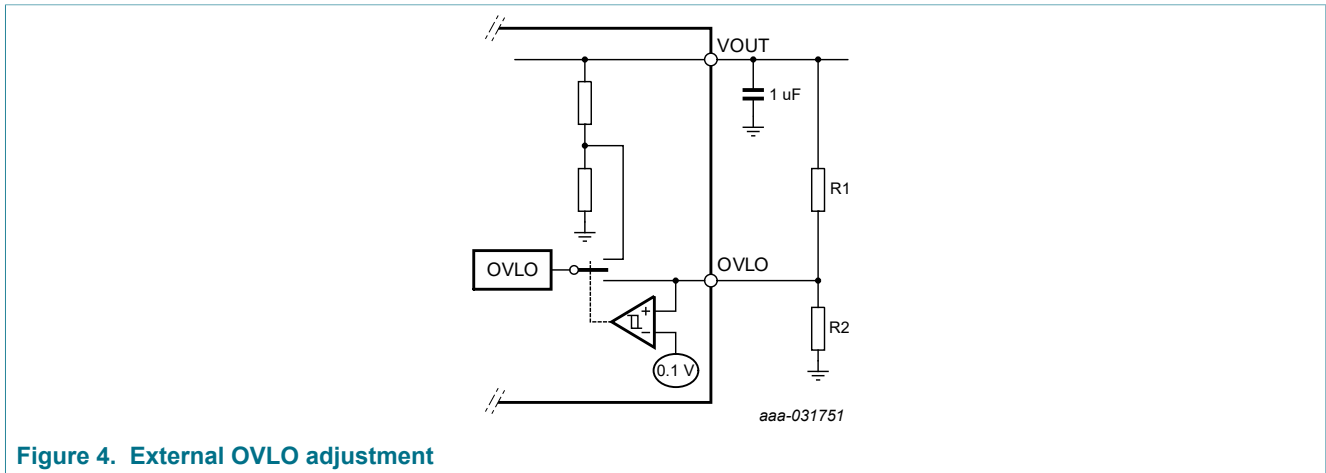 VOUT
1 uF
R1
OVLO
OVLO
+
−
R2
0.1 V
aaa-031751
Figure 4. External OVLO adjustment